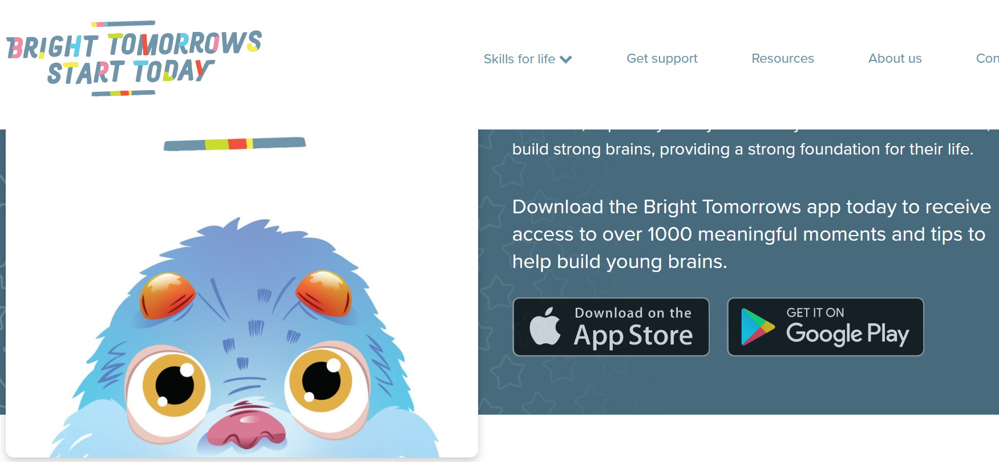 BRIGHT TOMORROWS
START TODAY
Skills for life
Get support
Resources
About us
Con
build strong brains, providing a strong foundation for their life.
Download the Bright Tomorrows app today to receive
access to over 1000 meaningful moments and tips to
help build young brains.
Download on the
App Store
GET IT ON
Google Play